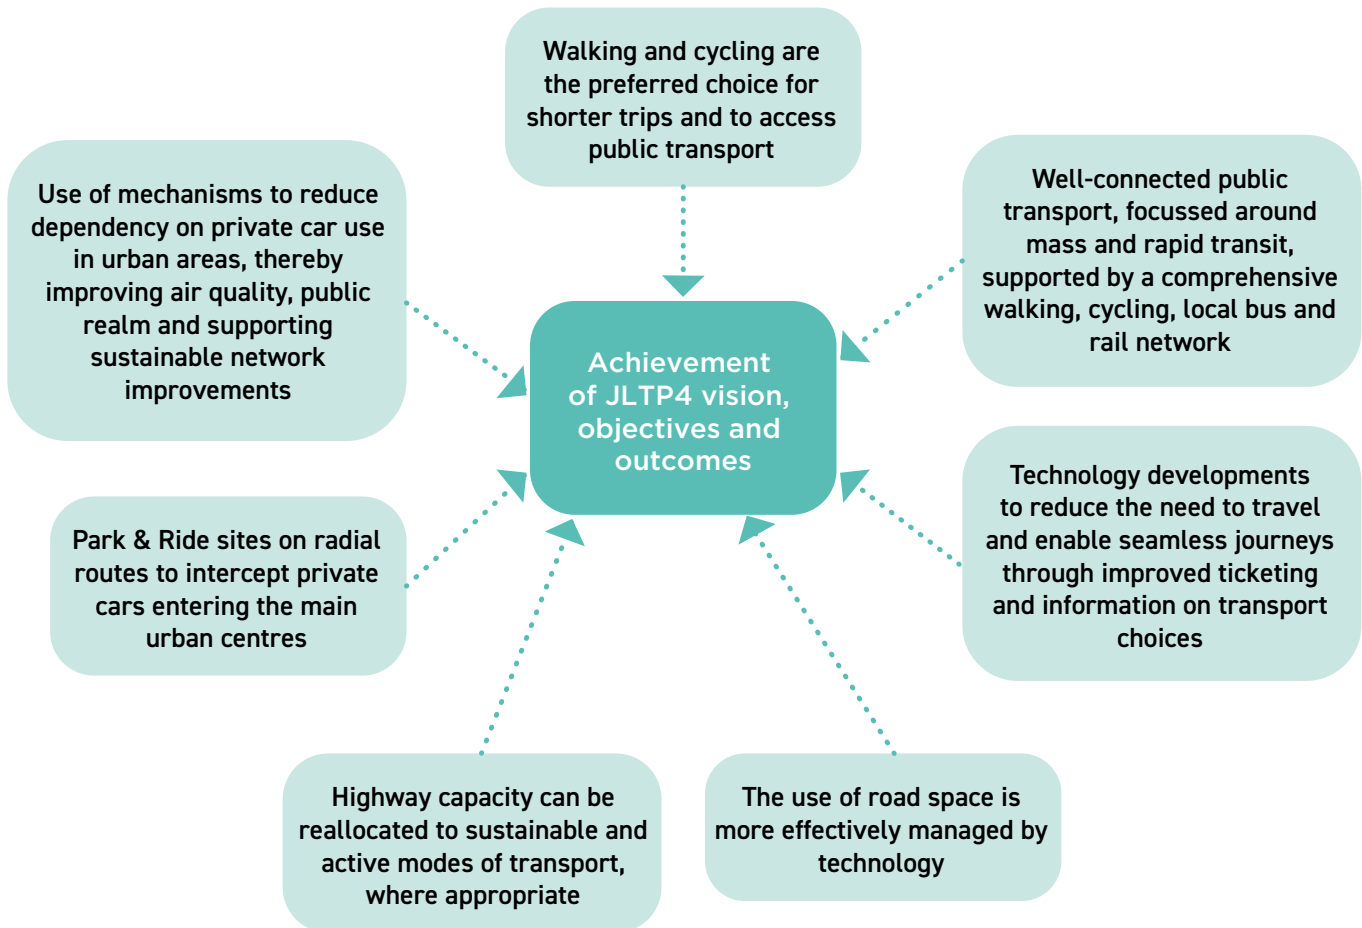 Walking and cycling are
the preferred choice for
shorter trips and to access
public transport
Use of mechanisms to reduce
dependency on private car use
in urban areas, thereby
improving air quality, public
realm and supporting
sustainable network
improvements
Well-connected public
transport, focussed around
mass and rapid transit,
supported by a comprehensive
walking, cycling, local bus and
rail network
Achievement
of JLTP4 vision,
objectives and
outcomes
Park & Ride sites on radial
routes to intercept private
cars entering the main
urban centres
Technology developments
to reduce the need to travel
and enable seamless journeys
through improved ticketing
and information on transport
choices
Highway capacity can be
reallocated to sustainable and
active modes of transport,
where appropriate
The use of road space is
more effectively managed by
technology